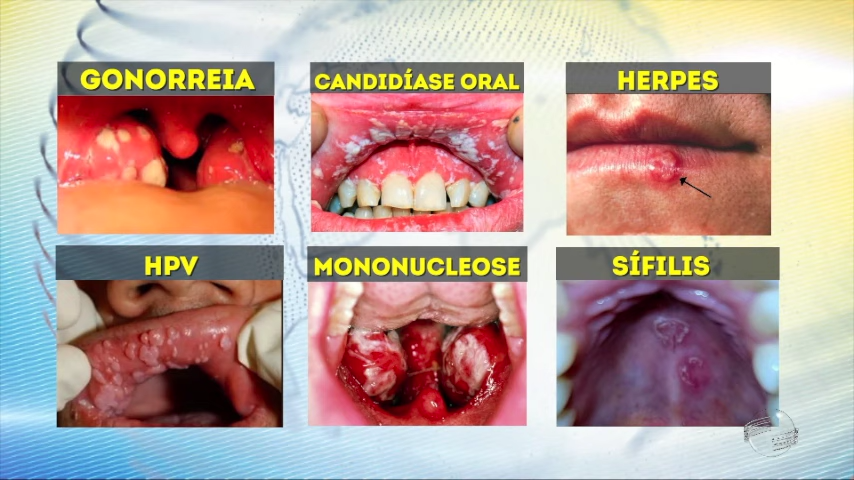 GONORREIA
CANDIDÍASE ORAL
HERPES
HPV
MONONUCLEOSE
SÍFILIS